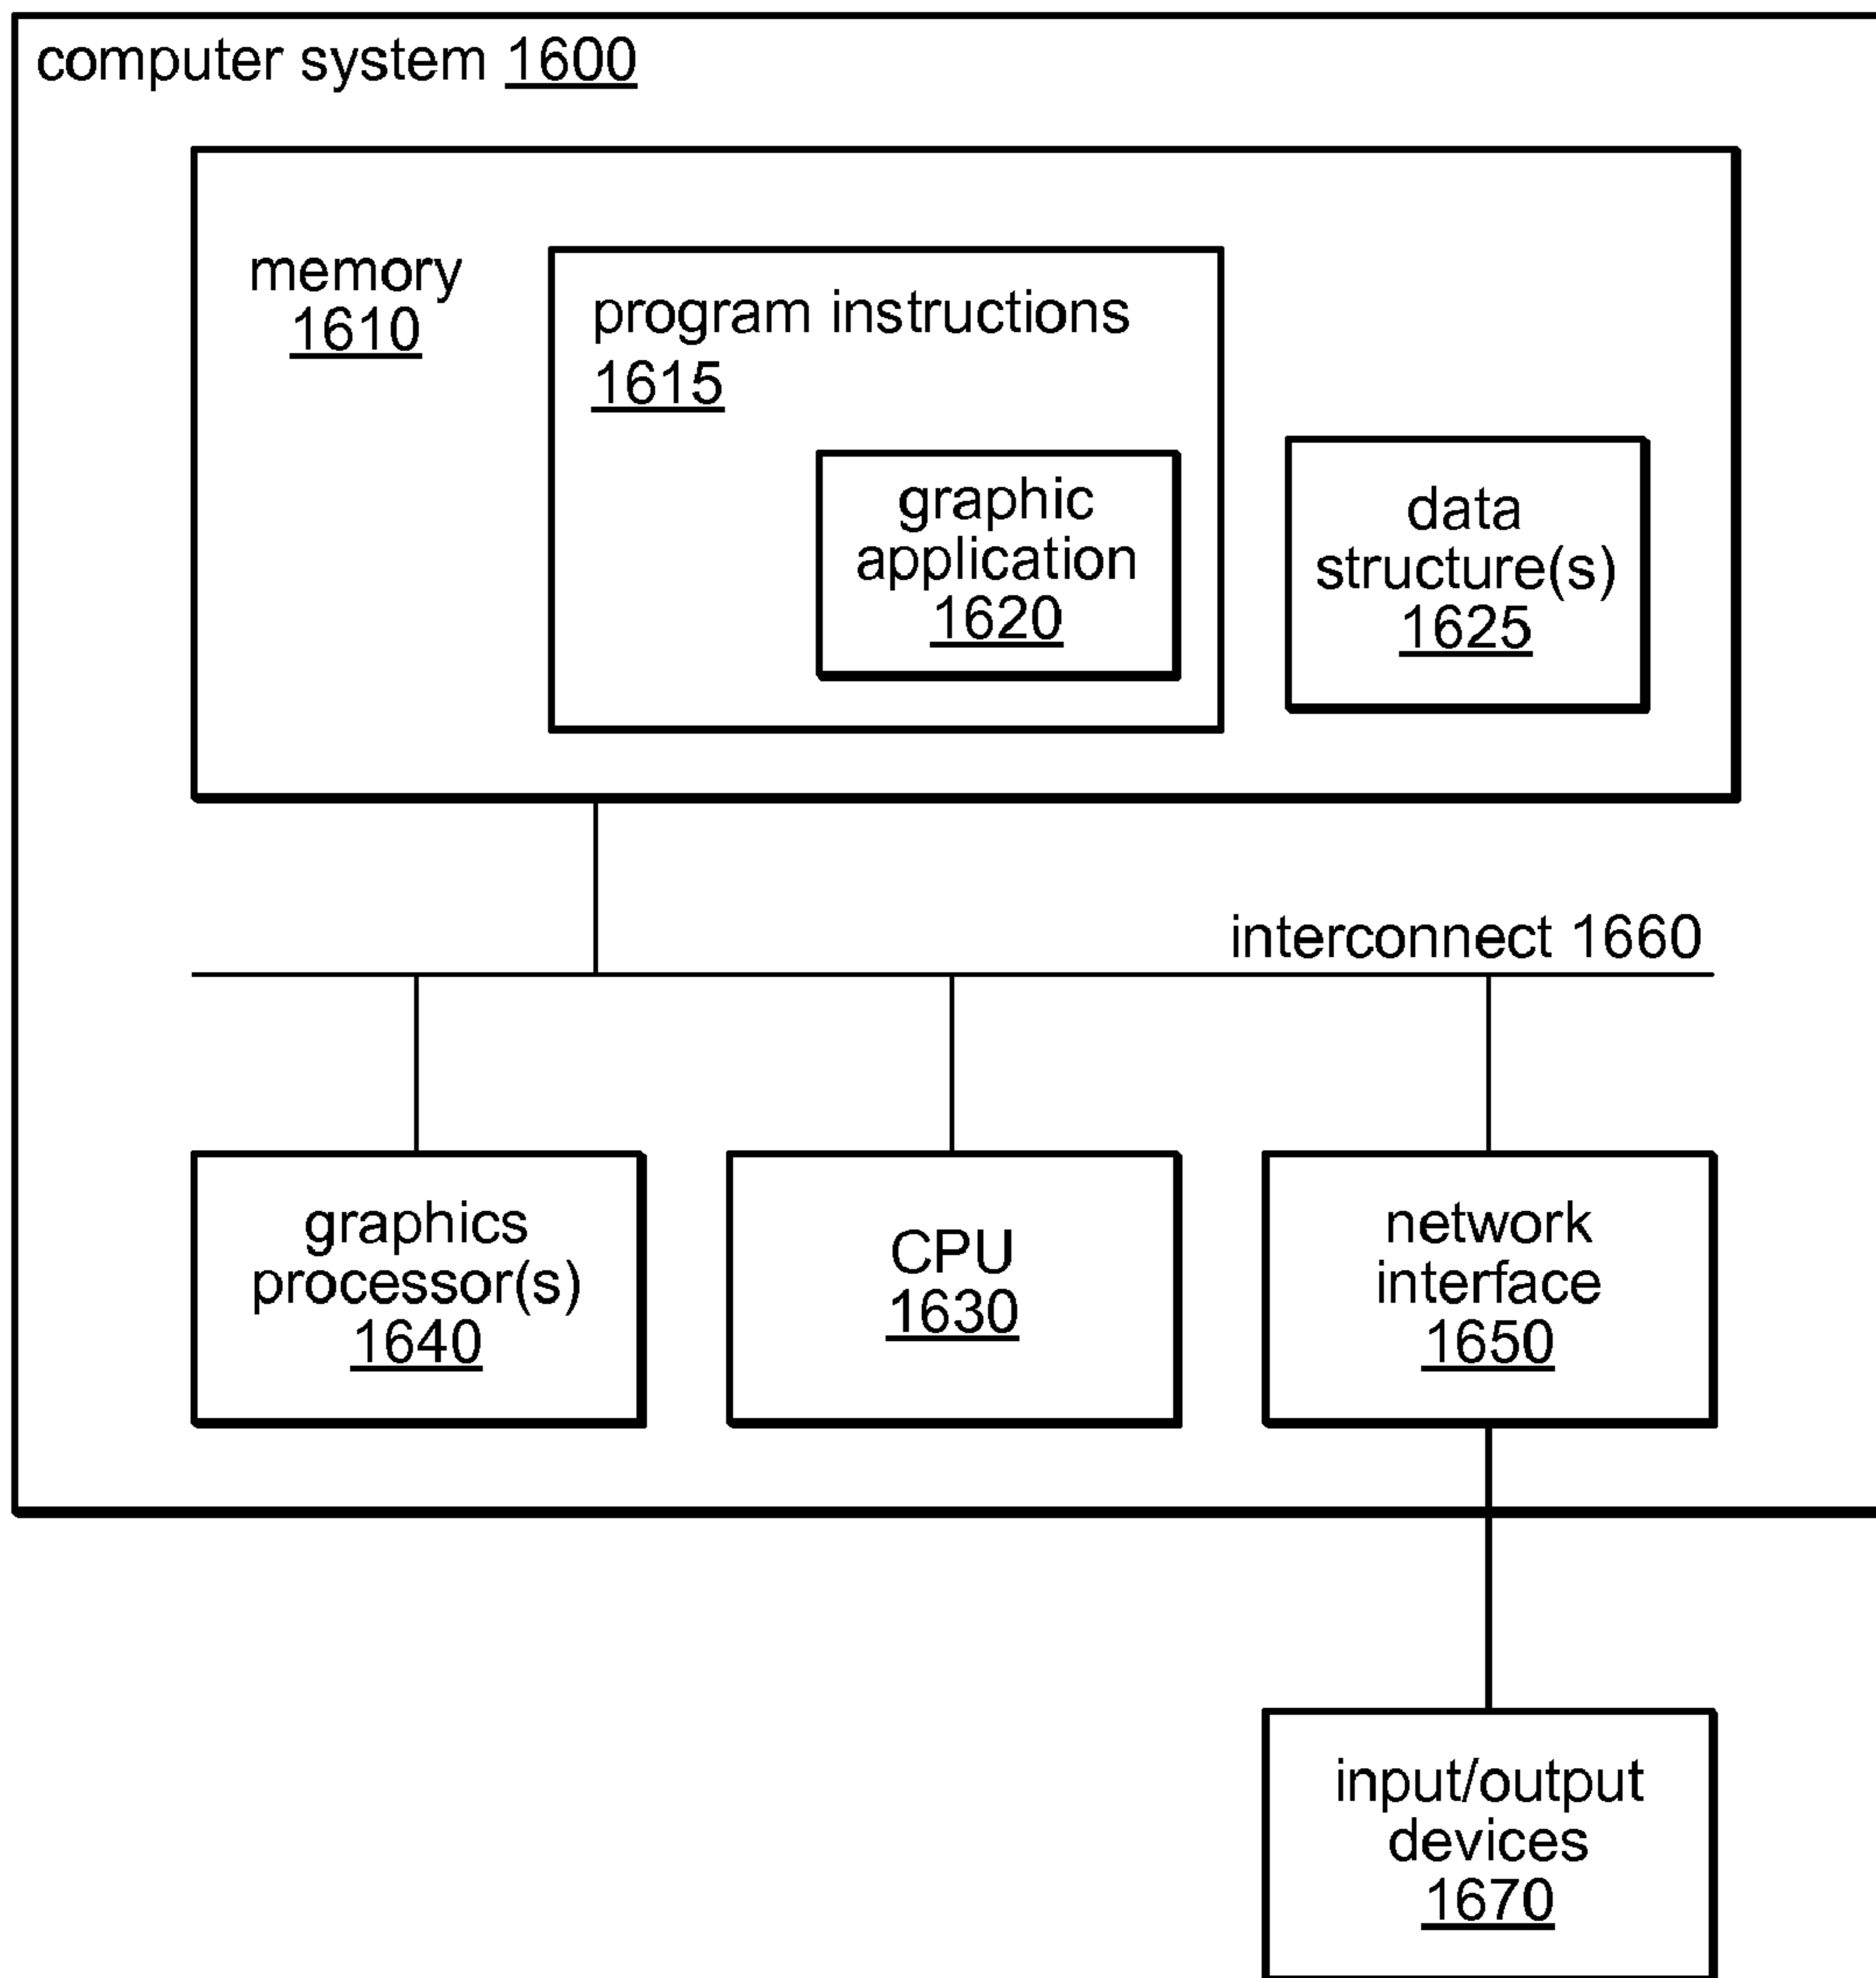 computer system 1600
memory
1610
program instructions
1615
graphic
application
1620
data
structure(s)
1625
interconnect 1660
graphics
processor(s)
1640
CPU
1630
network
interface
1650
input/output
devices
1670